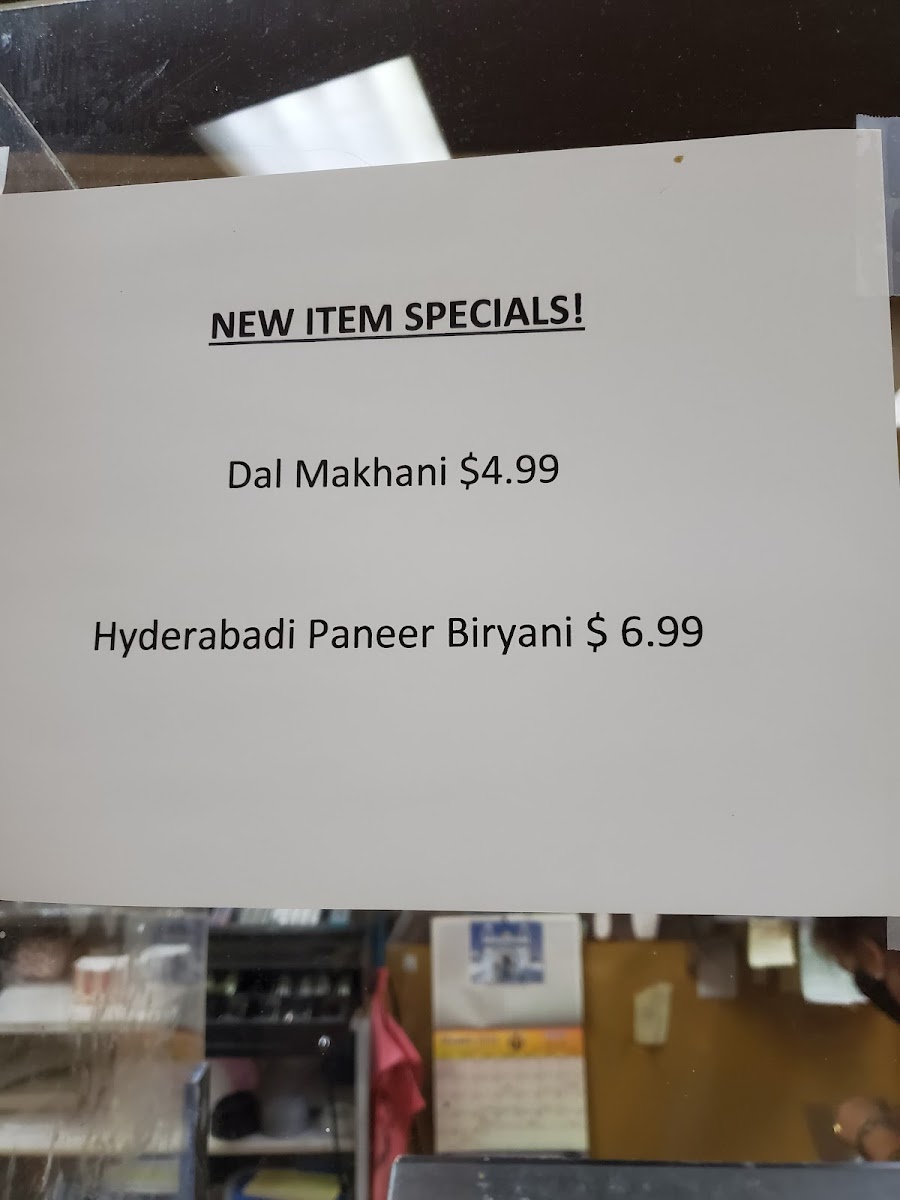 NEW ITEM SPECIALS!
Dal Makhani $4.99
Hyderabadi Paneer Biryani $ 6.99